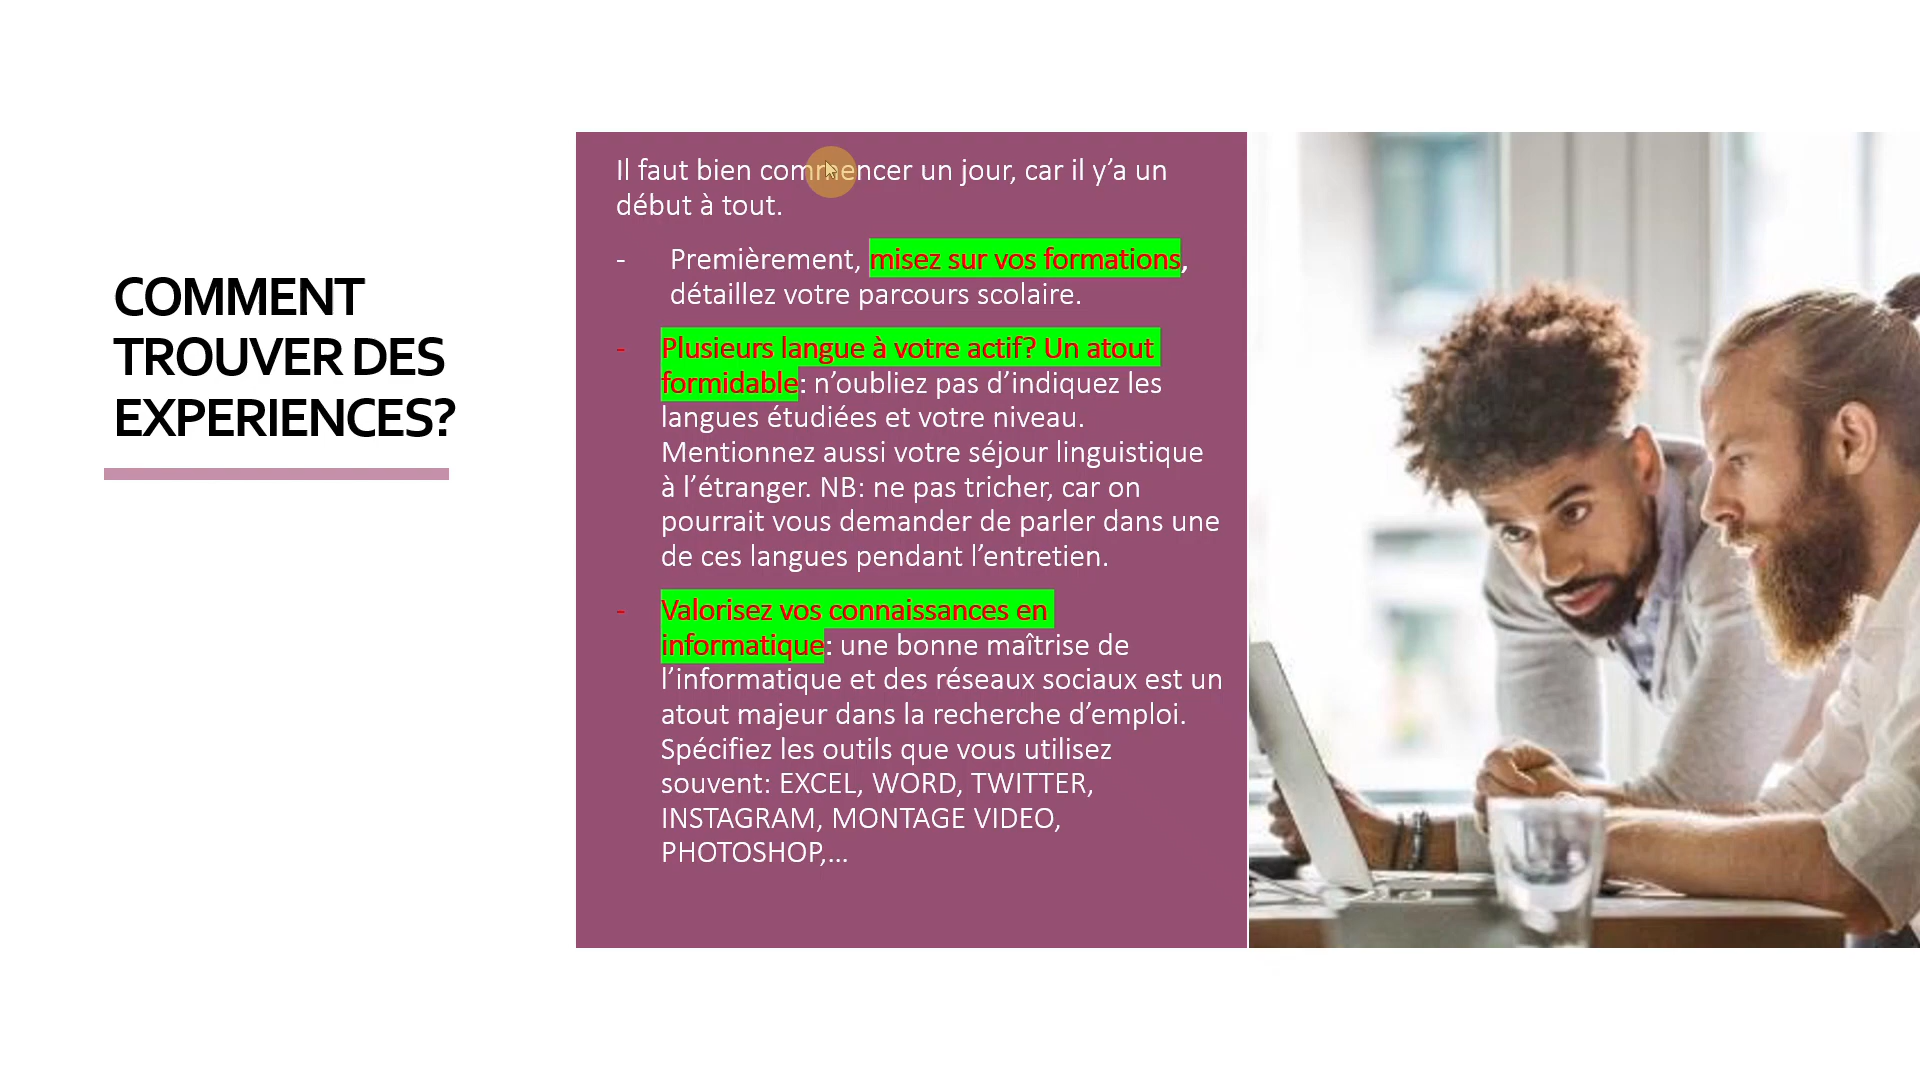 COMMENT
TROUVER DES
EXPERIENCES?
Il faut bien commencer un jour, car il y’a un
début à tout.
- Premièrement, misez sur vos formations,
détaillez votre parcours scolaire.
- Plusieurs langue à votre actif? Un atout
formidable: n’oubliez pas d’indiquez les
langues étudiées et votre niveau.
Mentionnez aussi votre séjour linguistique
à l’étranger. NB: ne pas tricher, car on
pourrait vous demander de parler dans une
de ces langues pendant l’entretien.
- Valorisez vos connaissances en
informatique: une bonne maîtrise de
l’informatique et des réseaux sociaux est un
atout majeur dans la recherche d’emploi.
Spécifiez les outils que vous utilisez
souvent: EXCEL, WORD, TWITTER,
INSTAGRAM, MONTAGE VIDEO,
PHOTOSHOP,...